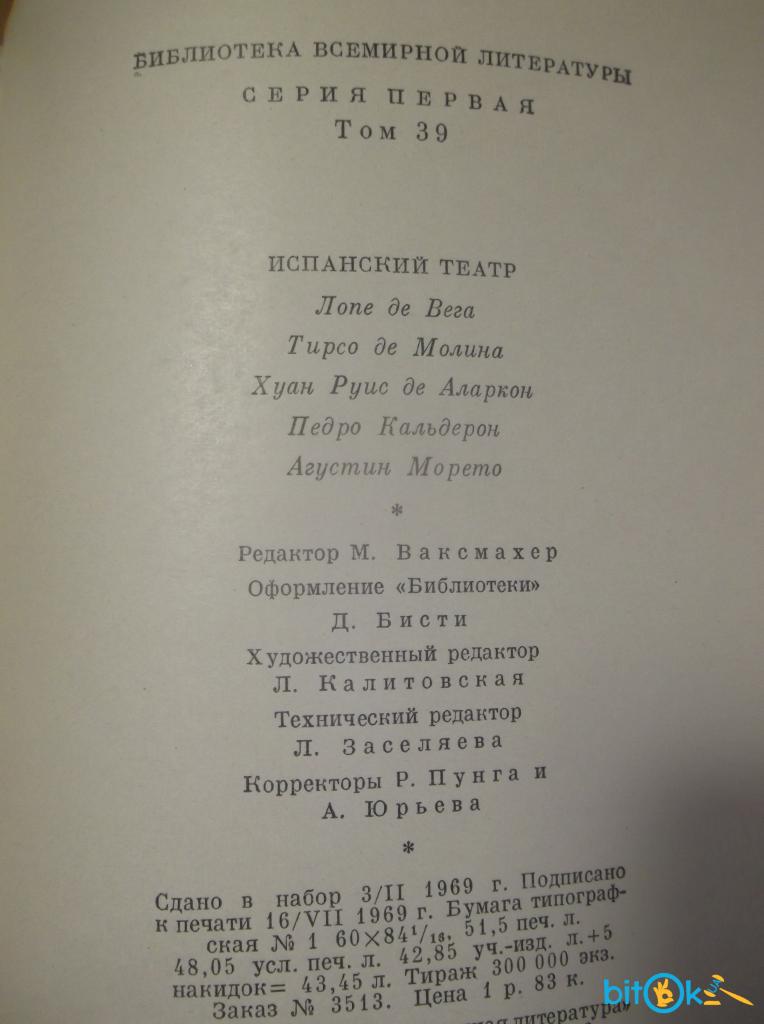 БИБЛИОТЕКА ВСЕМИРНОЙ ЛИТЕРАТУРЫ
СЕРИЯ ПЕРВАЯ
Том 39
ИСПАНСКИЙ ТЕАТР
Лопе де Вега
Тирсо де Молина
Хуан Руис де Аларкон
Педро Кальдерон
Агустин Морето
*
Редактор М. Ваксмахер
Оформление «Библиотеки»
Д. Бисти
Художественный редактор
Л. Калитовская
Технический редактор
Л. Заселяева
Корректоры Р. Пунга и
А. Юрьева
*
Сдано в набор 3/II 1969 г. Подписано
к печати 16/VII 1969 г. Бумага типограф-
ская № 1 60×84¹/₁₆. 51,5 печ. л.
48,05 усл. печ. л. 42,85 уч.-изд. л.+5
накидок= 43,45 л. Тираж 300 000 экз.
Заказ № 3513. Цена 1 р. 83 к.
литература»
bitok.ua